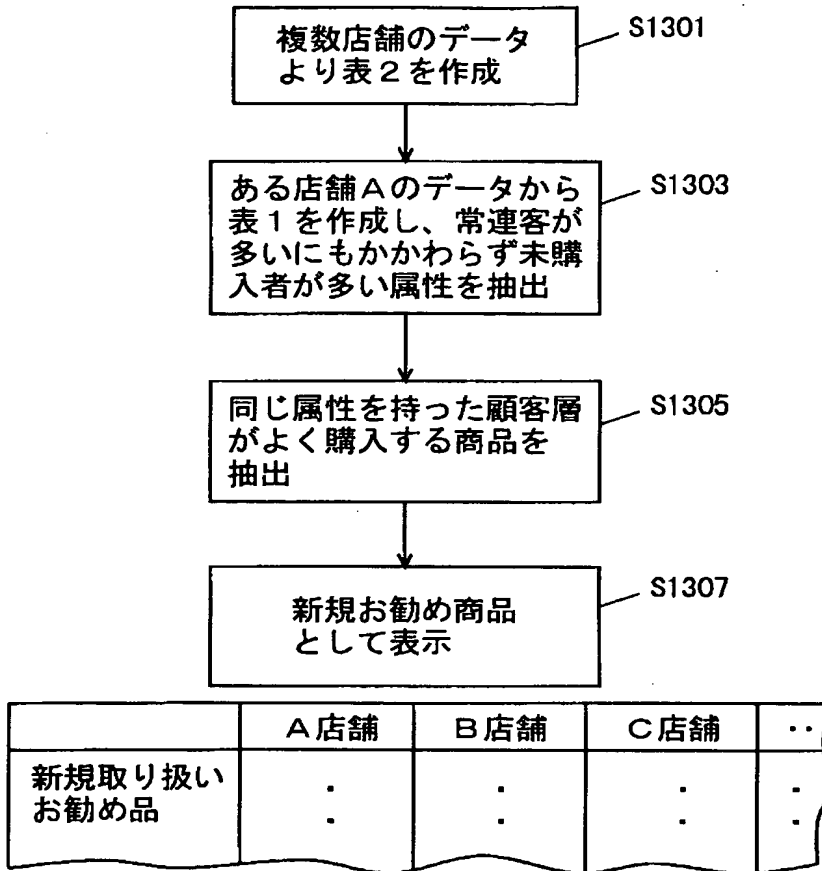 複数店舗のデータ
より表2を作成
S1301
ある店舗Aのデータから
表1を作成し、常連客が
多いにもかかわらず未購
入者が多い属性を抽出
S1303
同じ属性を持った顧客層
がよく購入する商品を
抽出
S1305
新規お勧め商品
として表示
S1307
A店舗 B店舗 C店舗 ‥
新規取り扱い
お勧め品